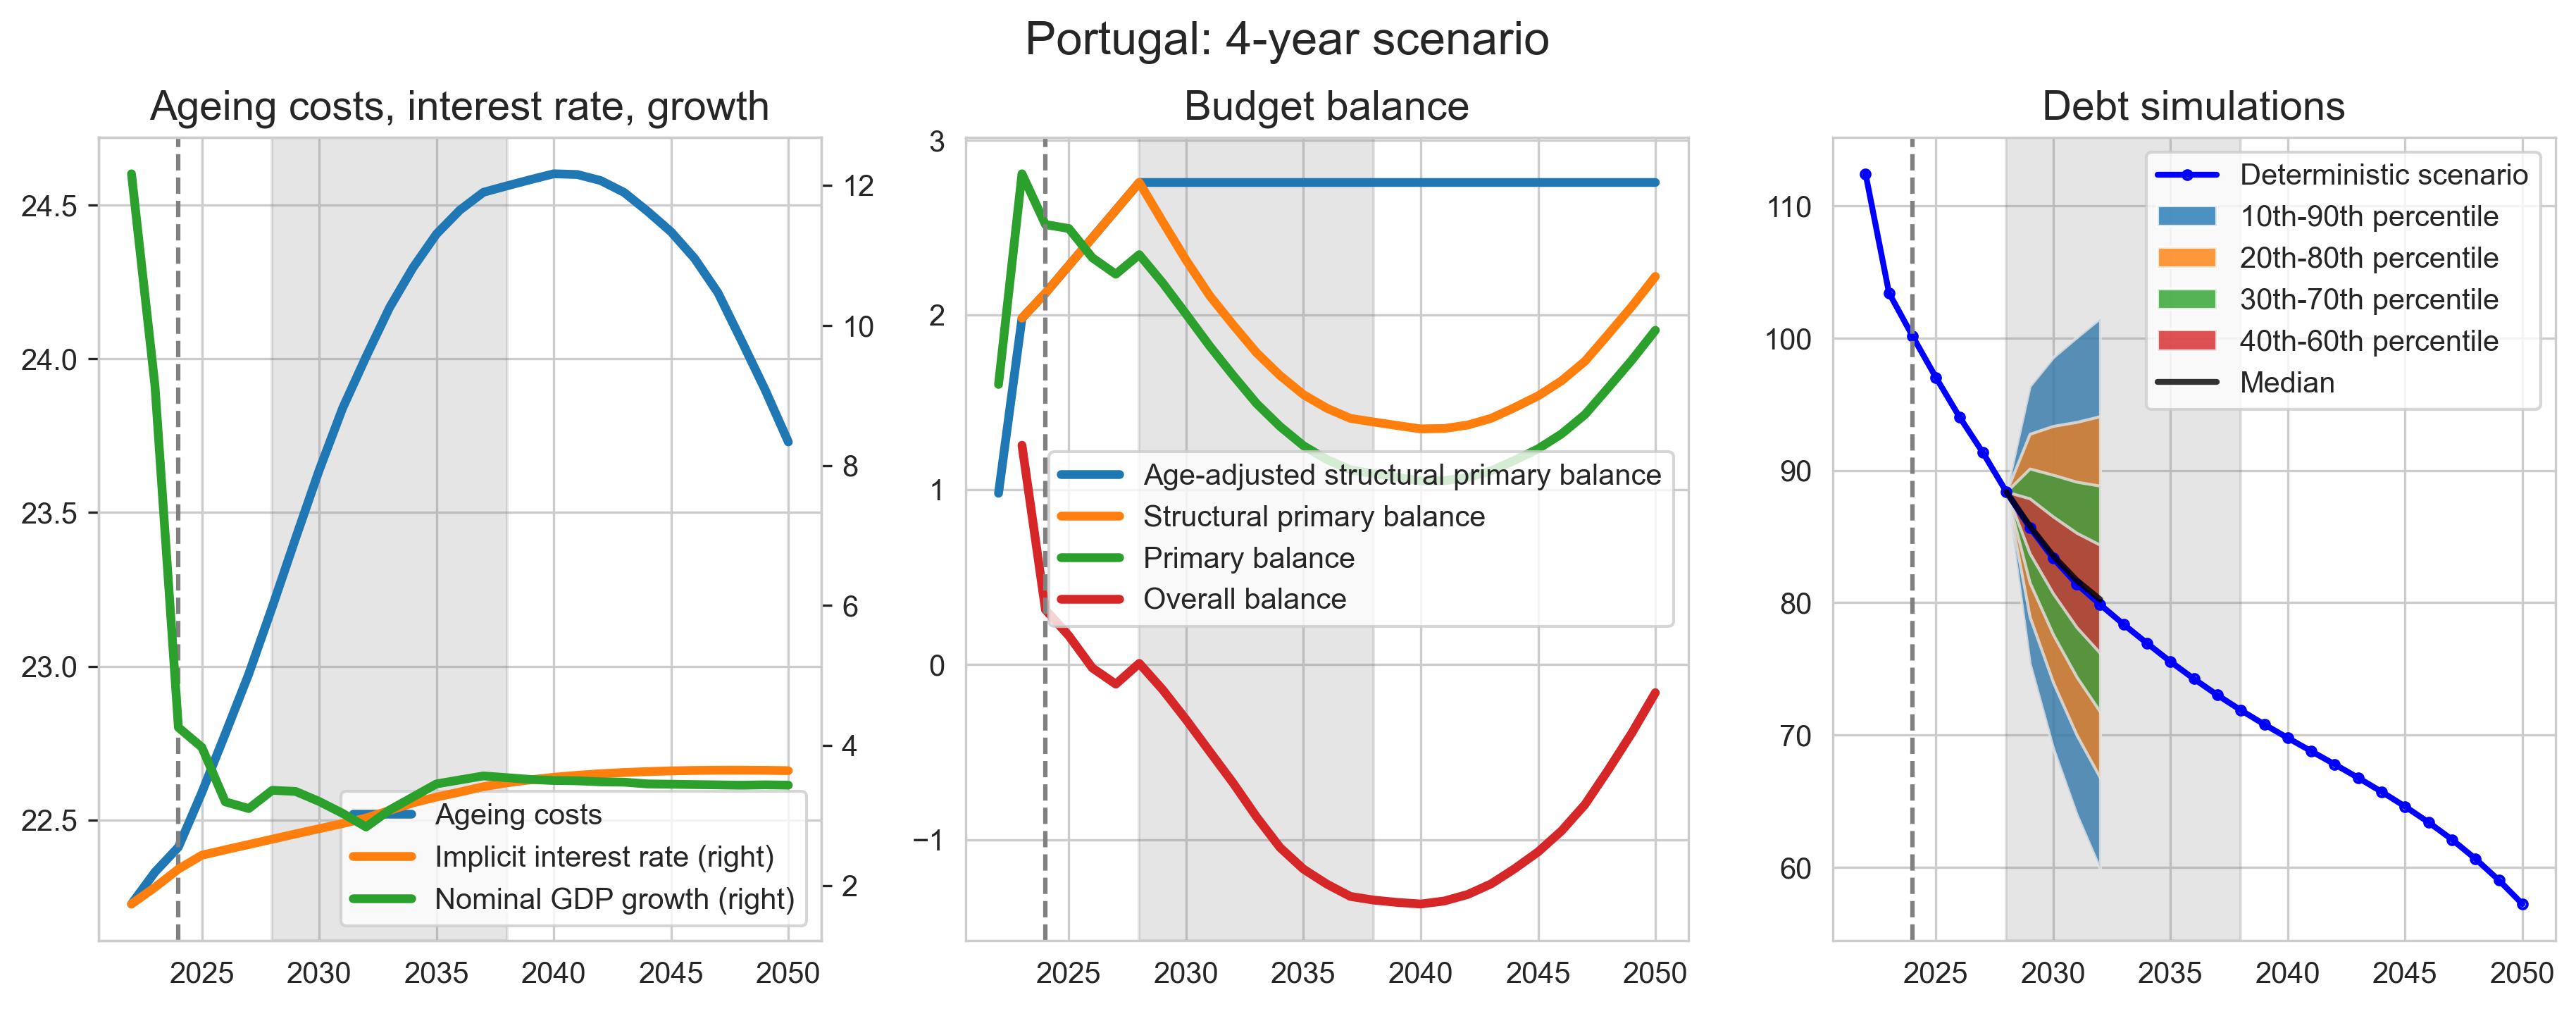 Portugal: 4-year scenario
Ageing costs, interest rate, growth
24.5
24.0
23.5
23.0
22.5
12
10
8
6
4
2
Ageing costs
Implicit interest rate (right)
Nominal GDP growth (right)
2025 2030 2035 2040 2045 2050
Budget balance
3
2
1
0
−1
Age-adjusted structural primary balance
Structural primary balance
Primary balance
Overall balance
2025 2030 2035 2040 2045 2050
Debt simulations
110
100
90
80
70
60
Deterministic scenario
10th-90th percentile
20th-80th percentile
30th-70th percentile
40th-60th percentile
Median
2025 2030 2035 2040 2045 2050